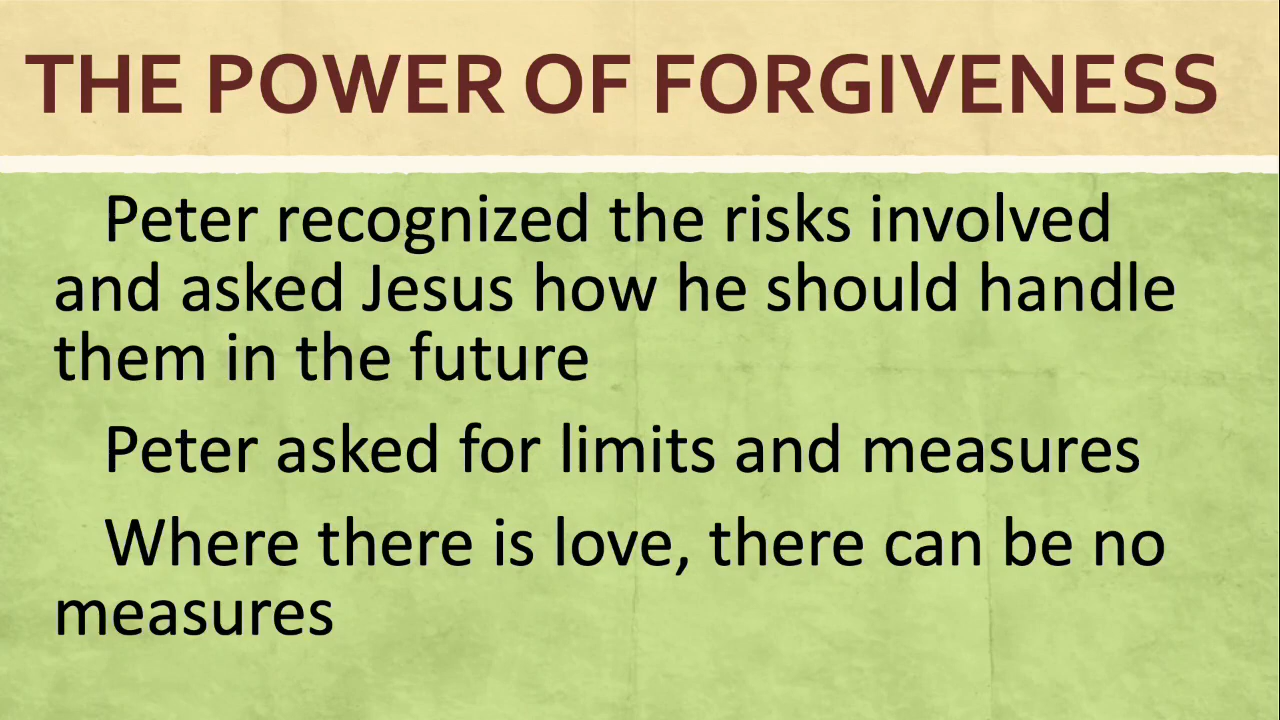 THE POWER OF FORGIVENESS
Peter recognized the risks involved
and asked Jesus how he should handle
them in the future
Peter asked for limits and measures
Where there is love, there can be no
measures